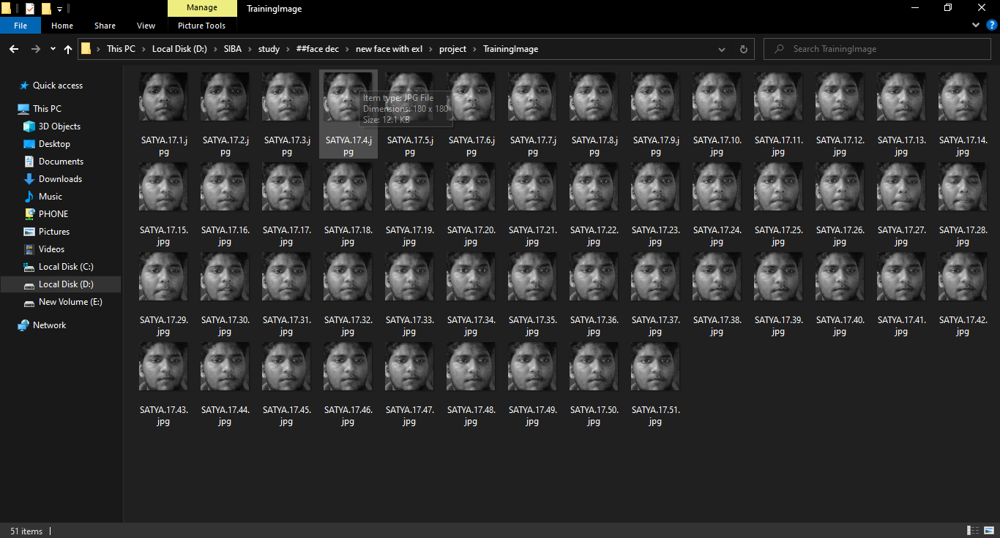 Manage
TrainingImage
File
Home
Share
View
Picture Tools
This PC
Local Disk (D:)
SIBA
study
##face dec
new face with exl
project
TrainingImage
Search TrainingImage
Quick access
This PC
3D Objects
Desktop
Documents
Downloads
Music
PHONE
Pictures
Videos
Local Disk (C:)
Local Disk (D:)
New Volume (E:)
Network
Item type: JPG File
Dimensions: 180 x 180
Size: 12.1 KB
SATYA.17.1.j
pg
SATYA.17.2.j
pg
SATYA.17.3.j
pg
SATYA.17.4.j
pg
SATYA.17.5.j
pg
SATYA.17.6.j
pg
SATYA.17.7.j
pg
SATYA.17.8.j
pg
SATYA.17.9.j
pg
SATYA.17.10.
jpg
SATYA.17.11.
jpg
SATYA.17.12.
jpg
SATYA.17.13.
jpg
SATYA.17.14.
jpg
SATYA.17.15.
jpg
SATYA.17.16.
jpg
SATYA.17.17.
jpg
SATYA.17.18.
jpg
SATYA.17.19.
jpg
SATYA.17.20.
jpg
SATYA.17.21.
jpg
SATYA.17.22.
jpg
SATYA.17.23.
jpg
SATYA.17.24.
jpg
SATYA.17.25.
jpg
SATYA.17.26.
jpg
SATYA.17.27.
jpg
SATYA.17.28.
jpg
SATYA.17.29.
jpg
SATYA.17.30.
jpg
SATYA.17.31.
jpg
SATYA.17.32.
jpg
SATYA.17.33.
jpg
SATYA.17.34.
jpg
SATYA.17.35.
jpg
SATYA.17.36.
jpg
SATYA.17.37.
jpg
SATYA.17.38.
jpg
SATYA.17.39.
jpg
SATYA.17.40.
jpg
SATYA.17.41.
jpg
SATYA.17.42.
jpg
SATYA.17.43.
jpg
SATYA.17.44.
jpg
SATYA.17.45.
jpg
SATYA.17.46.
jpg
SATYA.17.47.
jpg
SATYA.17.48.
jpg
SATYA.17.49.
jpg
SATYA.17.50.
jpg
SATYA.17.51.
jpg
51 items